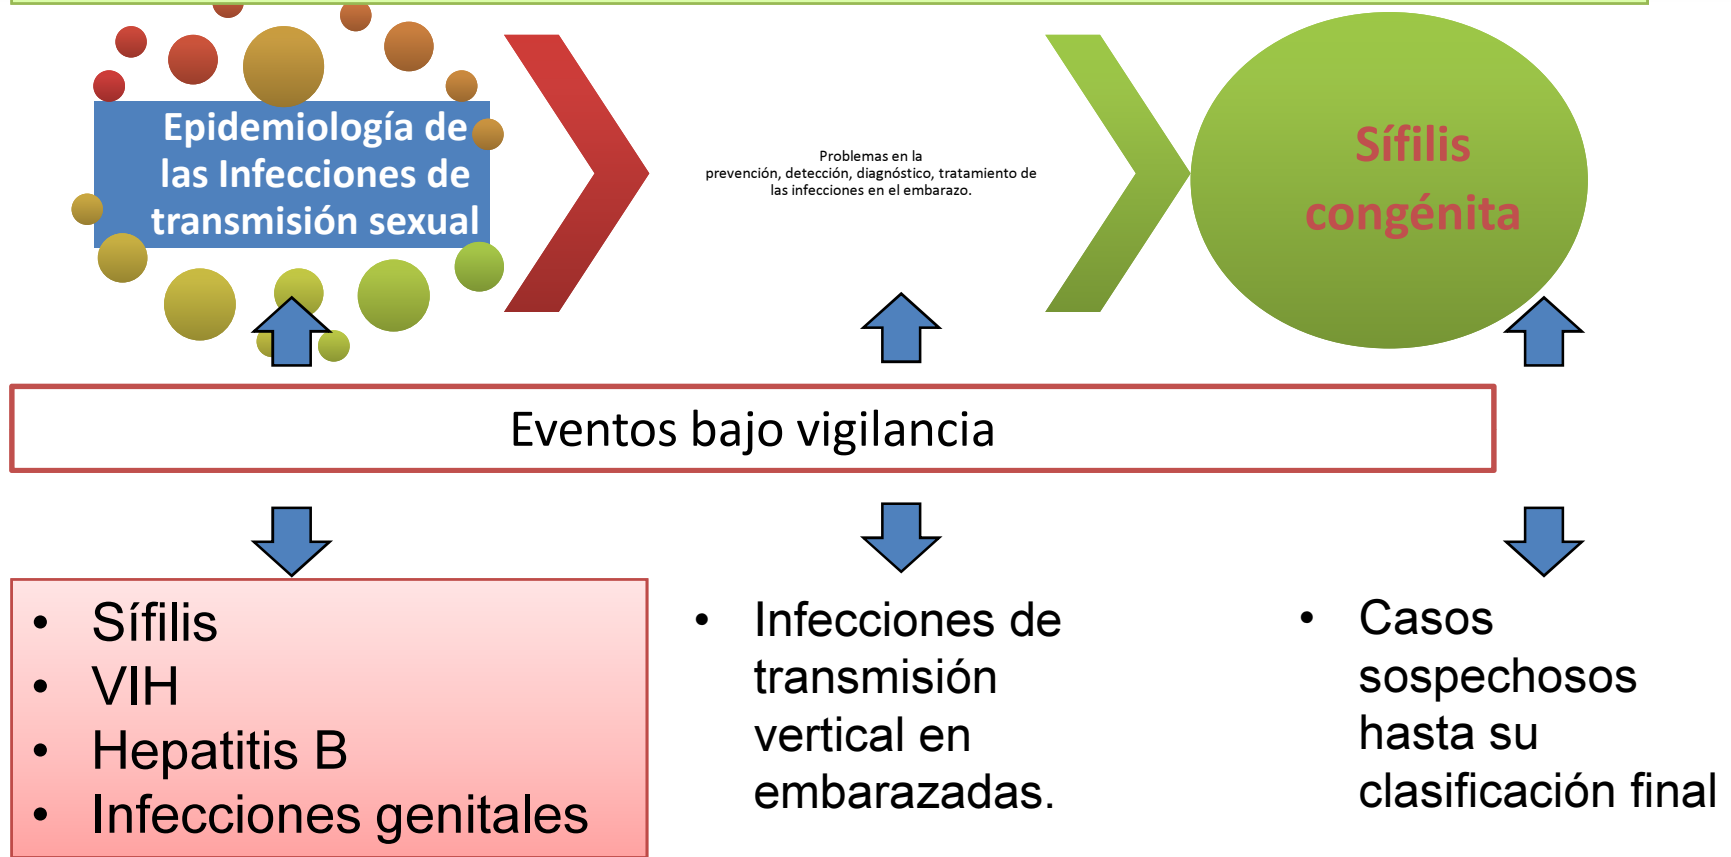 Epidemiología de
las Infecciones de
transmisión sexual
Problemas en la
prevención, detección, diagnóstico, tratamiento de
las infecciones en el embarazo.
Sífilis
congénita
Eventos bajo vigilancia
• Sífilis
• VIH
• Hepatitis B
• Infecciones genitales
• Infecciones de
transmisión
vertical en
embarazadas.
• Casos
sospechosos
hasta su
clasificación final